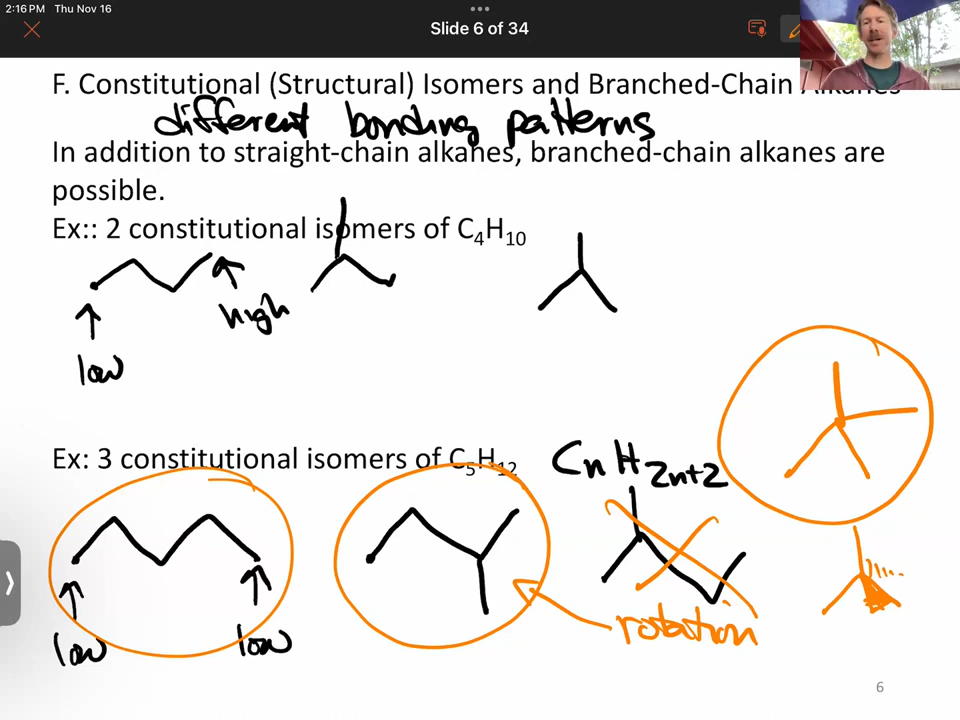 2:16 PM Thu Nov 16
Slide 6 of 34
F. Constitutional (Structural) Isomers and Branched-Chain Alkanes
different bonding patterns
In addition to straight-chain alkanes, branched-chain alkanes are
possible.
Ex:: 2 constitutional isomers of C₄H₁₀
high
low
Ex: 3 constitutional isomers of C₅H₁₂ CnH2n+2
low low rotation
6